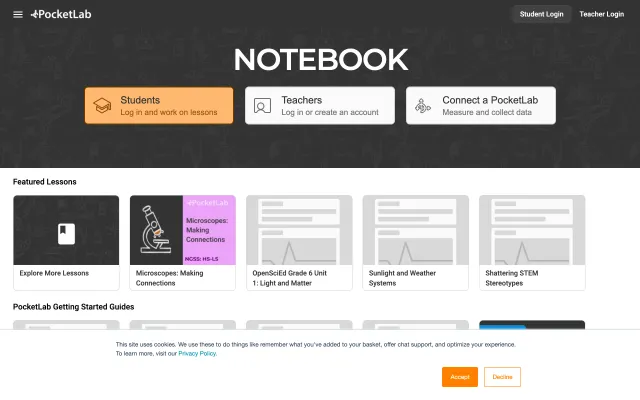 PocketLab
Student Login
Teacher Login
NOTEBOOK
Students
Log in and work on lessons
Teachers
Log in or create an account
Connect a PocketLab
Measure and collect data
Featured Lessons
PocketLab
Microscopes:
Making
Connections
NGSS: HS-LS
Explore More Lessons
Microscopes: Making
Connections
OpenSciEd Grade 6 Unit
1: Light and Matter
Sunlight and Weather
Systems
Shattering STEM
Stereotypes
PocketLab Getting Started Guides
This site uses cookies. We use these to do things like remember what you've added to your basket, offer chat support, and optimize your experience.
To learn more, visit our Privacy Policy.
Accept
Decline